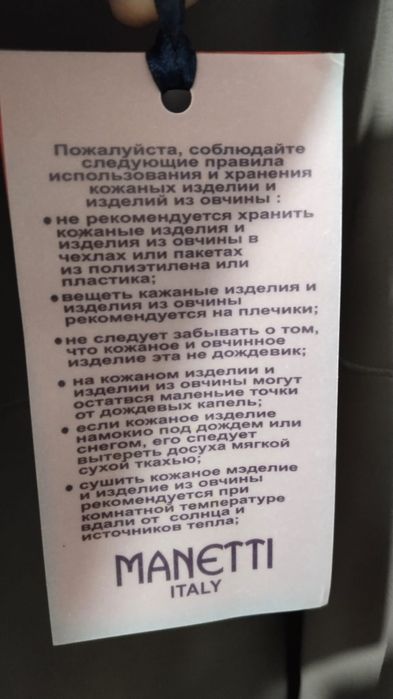 Пожалуйста, соблюдайте
следующие правила
использования и хранения
кожаных изделии и
изделий из овчины :
• не рекомендуется хранить
кожаные изделия и
изделия из овчины в
чехлах или пакетах
из полиэтилена или
пластика;
• вещеть кажаные изделия и
изделия из овчины
рекомендуется на плечики;
• не следует забывать о том,
что кожаное и овчинное
изделие эта не дождевик;
• на кожаном изделии и
изделии из овчины могут
остатвся маленьие точки
от дождевых капель;
• если кожаное изделие
намокио под дождем или
снегом, его спедует
вытереть досуха мягкой
сухой ткахью;
• сушить кожаное мзделие
и изделие из овчины
рекомендуется при
комнатной температуре
вдали от солнца и
источников тепла;
MANETTI
ITALY